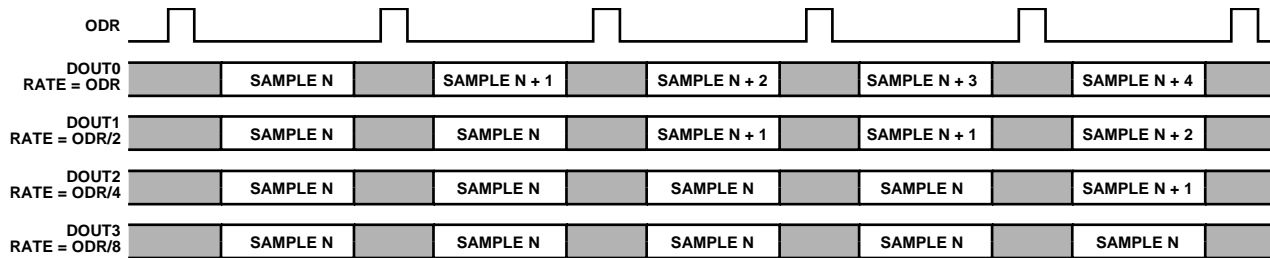 ODR
DOUT0
RATE = ODR
SAMPLE N
SAMPLE N + 1
SAMPLE N + 2
SAMPLE N + 3
SAMPLE N + 4
DOUT1
RATE = ODR/2
SAMPLE N
SAMPLE N
SAMPLE N + 1
SAMPLE N + 1
SAMPLE N + 2
DOUT2
RATE = ODR/4
SAMPLE N
SAMPLE N
SAMPLE N
SAMPLE N
SAMPLE N + 1
DOUT3
RATE = ODR/8
SAMPLE N
SAMPLE N
SAMPLE N
SAMPLE N
SAMPLE N